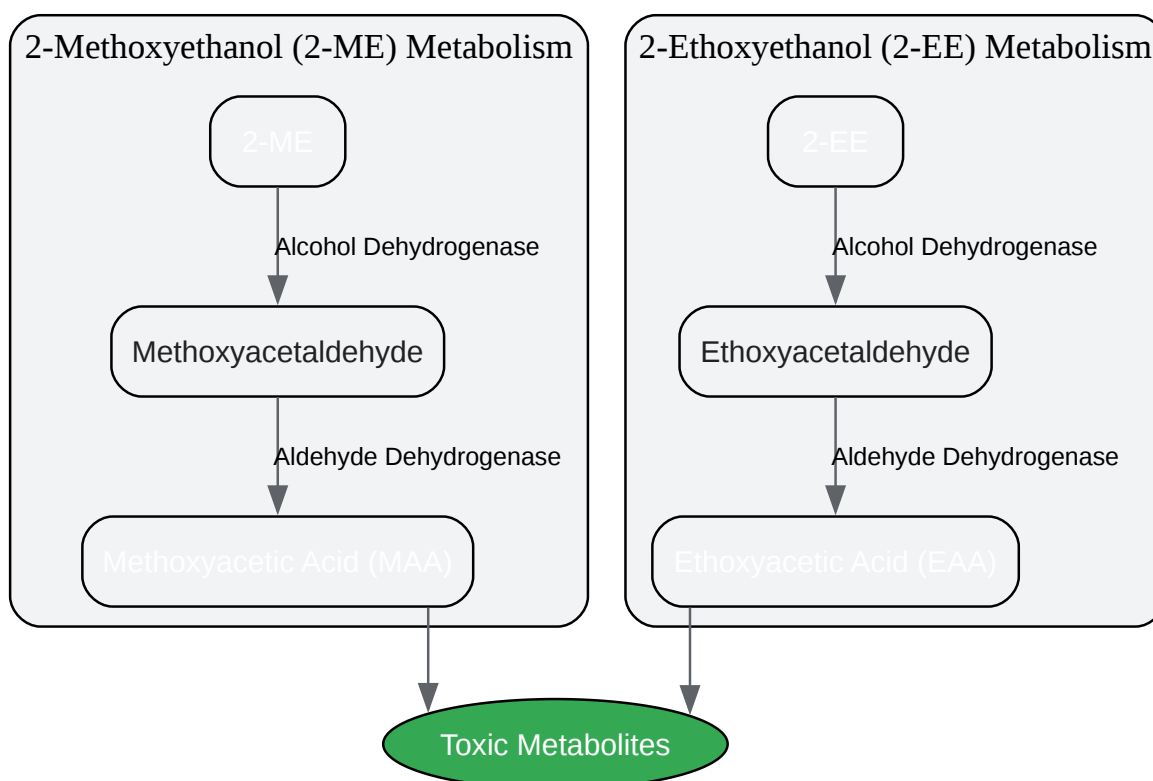 2-Methoxyethanol (2-ME) Metabolism
2-ME
Alcohol Dehydrogenase
Methoxyacetaldehyde
Aldehyde Dehydrogenase
Methoxyacetic Acid (MAA)
2-Ethoxyethanol (2-EE) Metabolism
2-EE
Alcohol Dehydrogenase
Ethoxyacetaldehyde
Aldehyde Dehydrogenase
Ethoxyacetic Acid (EAA)
Toxic Metabolites